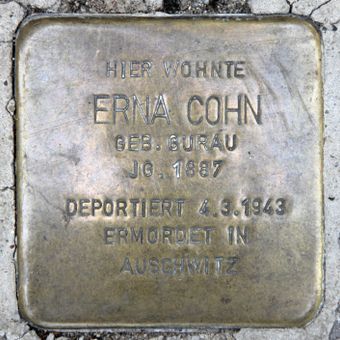 HIER WOHNTE
ERNA COHN
GEB. GURAU
JG. 1887
DEPORTIERT 4.3.1943
ERMORDET IN
AUSCHWITZ